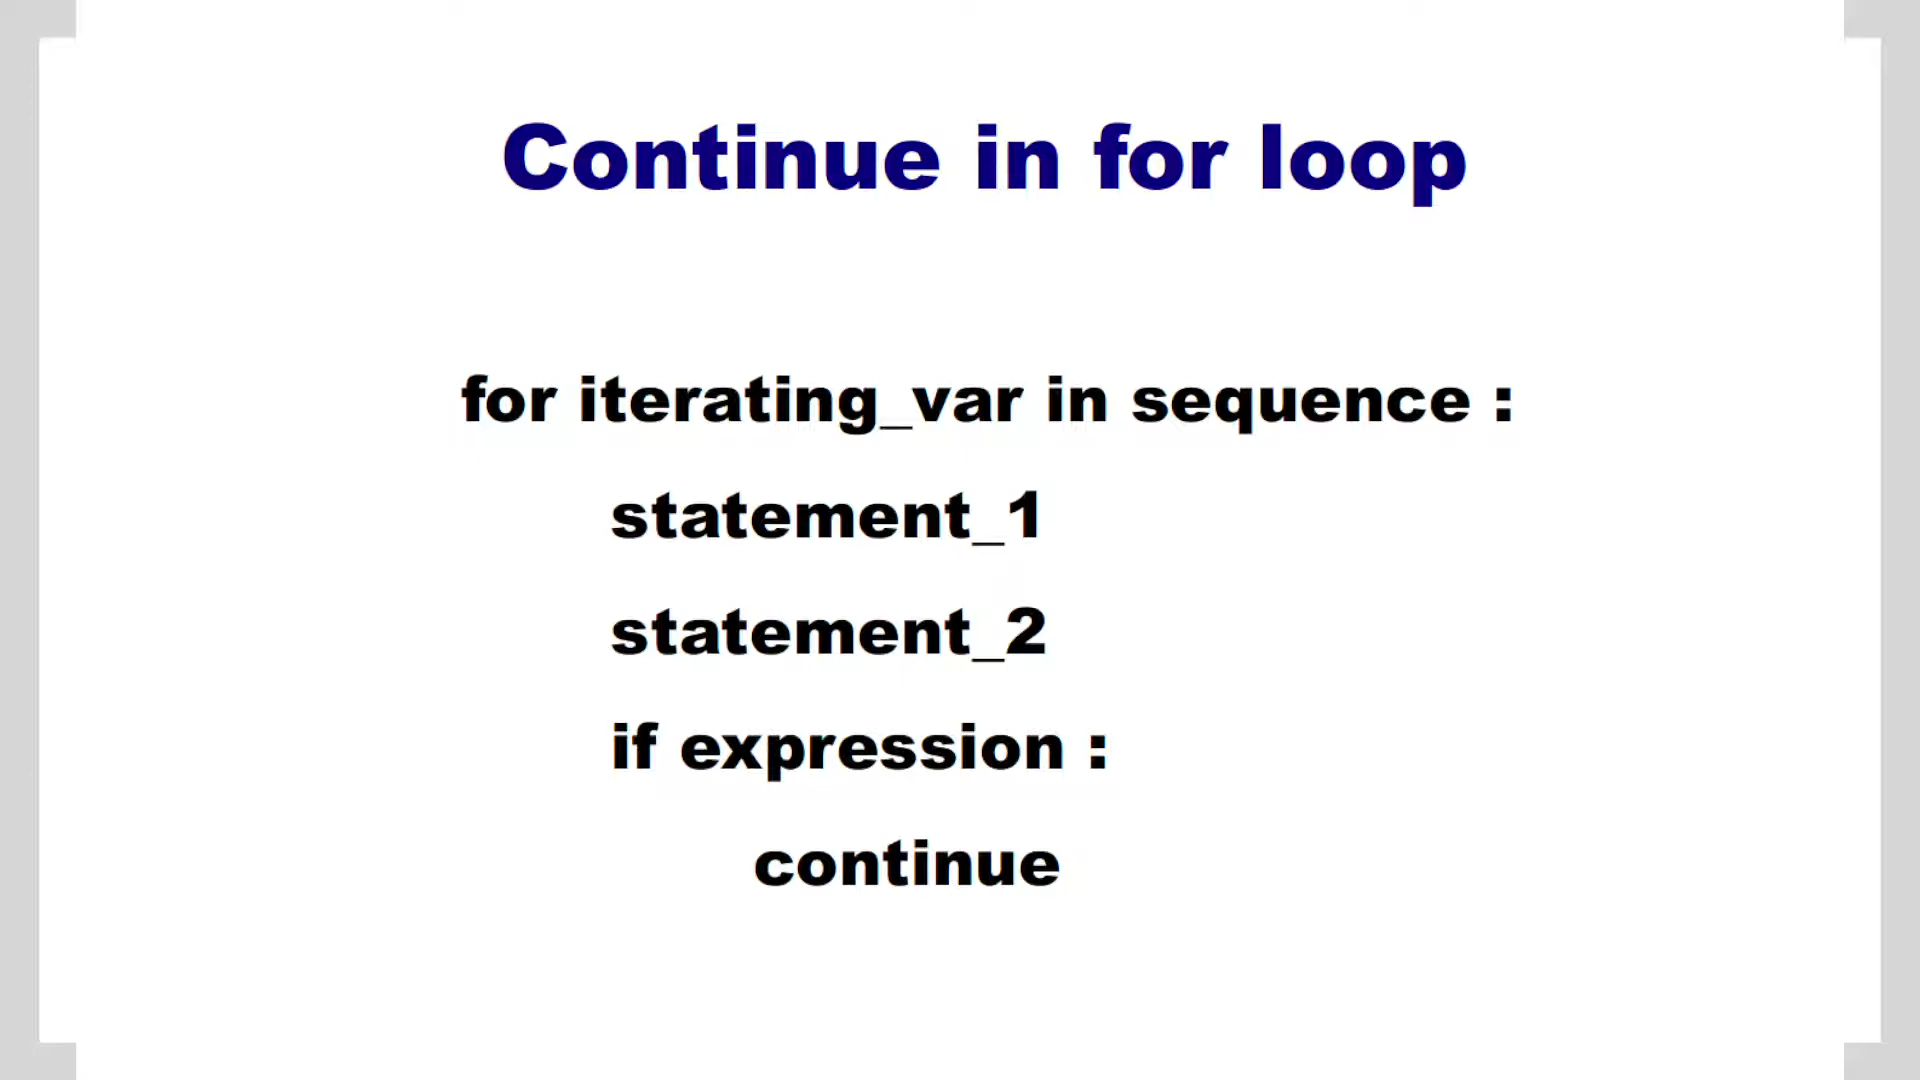 Continue in for loop
for iterating_var in sequence :
statement_1
statement_2
if expression :
continue